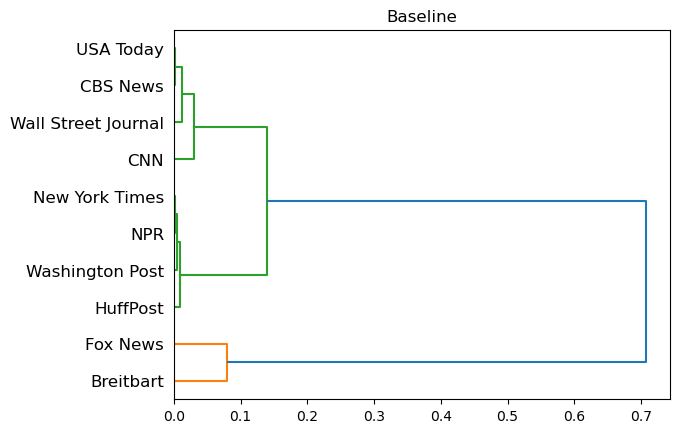 Baseline
USA Today
CBS News
Wall Street Journal
CNN
New York Times
NPR
Washington Post
HuffPost
Fox News
Breitbart
0.0 0.1 0.2 0.3 0.4 0.5 0.6 0.7